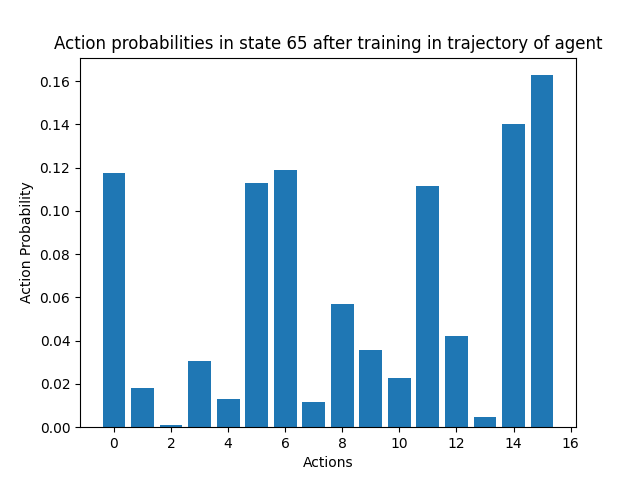 Action probabilities in state 65 after training in trajectory of agent
0.16
0.14
0.12
0.10
0.08
0.06
0.04
0.02
0.00
Action Probability
0 2 4 6 8 10 12 14 16
Actions